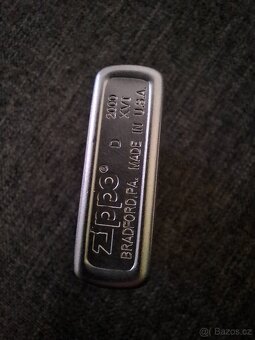 D 2000
XVI
Zippo®
BRADFORD, PA. MADE IN U.S.A.
Bazos.cz